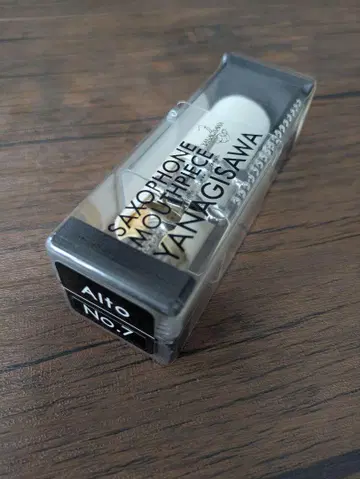 SAXOPHONE
MOUTHPIECE
YANAGISAWA
Alto
No.7